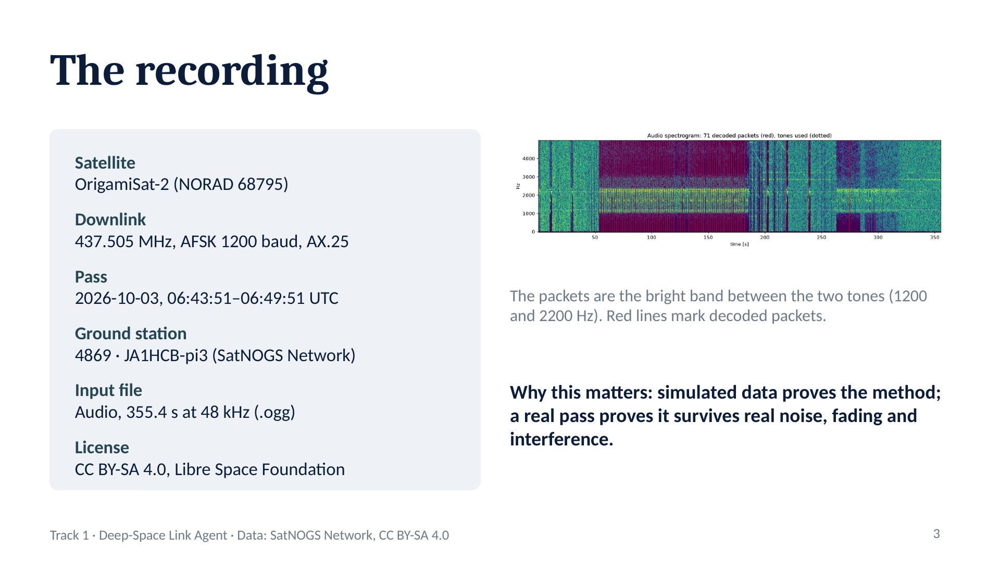 The recording
Satellite
OrigamiSat-2 (NORAD 68795)
Downlink
437.505 MHz, AFSK 1200 baud, AX.25
Pass
2026-10-03, 06:43:51–06:49:51 UTC
Ground station
4869 · JA1HCB-pi3 (SatNOGS Network)
Input file
Audio, 355.4 s at 48 kHz (.ogg)
License
CC BY-SA 4.0, Libre Space Foundation
Audio spectrogram: 71 decoded packets (red), tones used (dotted)
4000
3000
2000
1000
0
Hz
50 100 150 200 250 300 350
time [s]
The packets are the bright band between the two tones (1200
and 2200 Hz). Red lines mark decoded packets.
Why this matters: simulated data proves the method;
a real pass proves it survives real noise, fading and
interference.
Track 1 · Deep-Space Link Agent · Data: SatNOGS Network, CC BY-SA 4.0
3